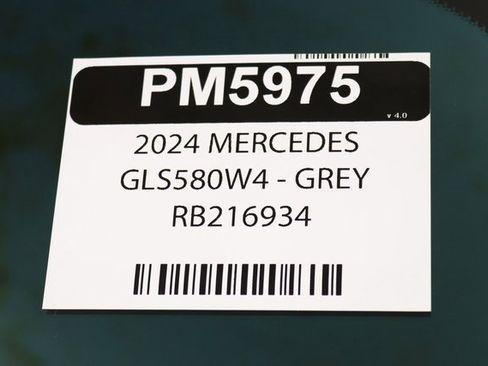 PM5975
v 4.0
2024 MERCEDES
GLS580W4 - GREY
RB216934